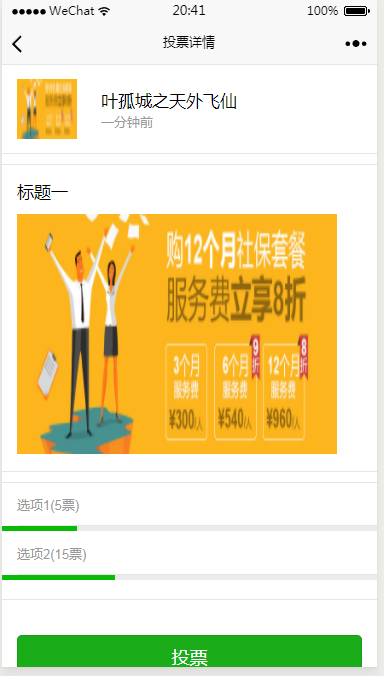 WeChat 20:41 100%
投票详情
叶孤城之天外飞仙
一分钟前
标题一
购12个月社保套餐
服务费立享8折
9折 8折
3个月 6个月 12个月
服务费 服务费 服务费
¥300/人 ¥540/人 ¥960/人
选项1(5票)
选项2(15票)
投票